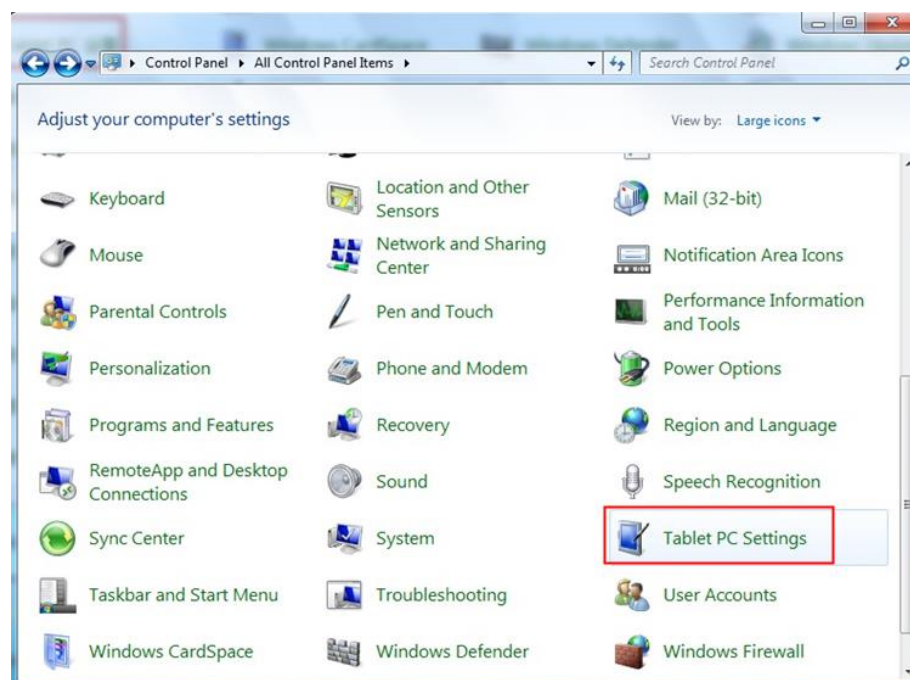 Control Panel
All Control Panel Items
Search Control Panel
Adjust your computer's settings
View by:
Large icons
Keyboard
Location and Other
Sensors
Mail (32-bit)
Mouse
Network and Sharing
Center
Notification Area Icons
Parental Controls
Pen and Touch
Performance Information
and Tools
Personalization
Phone and Modem
Power Options
Programs and Features
Recovery
Region and Language
RemoteApp and Desktop
Connections
Sound
Speech Recognition
Sync Center
System
Tablet PC Settings
Taskbar and Start Menu
Troubleshooting
User Accounts
Windows CardSpace
Windows Defender
Windows Firewall